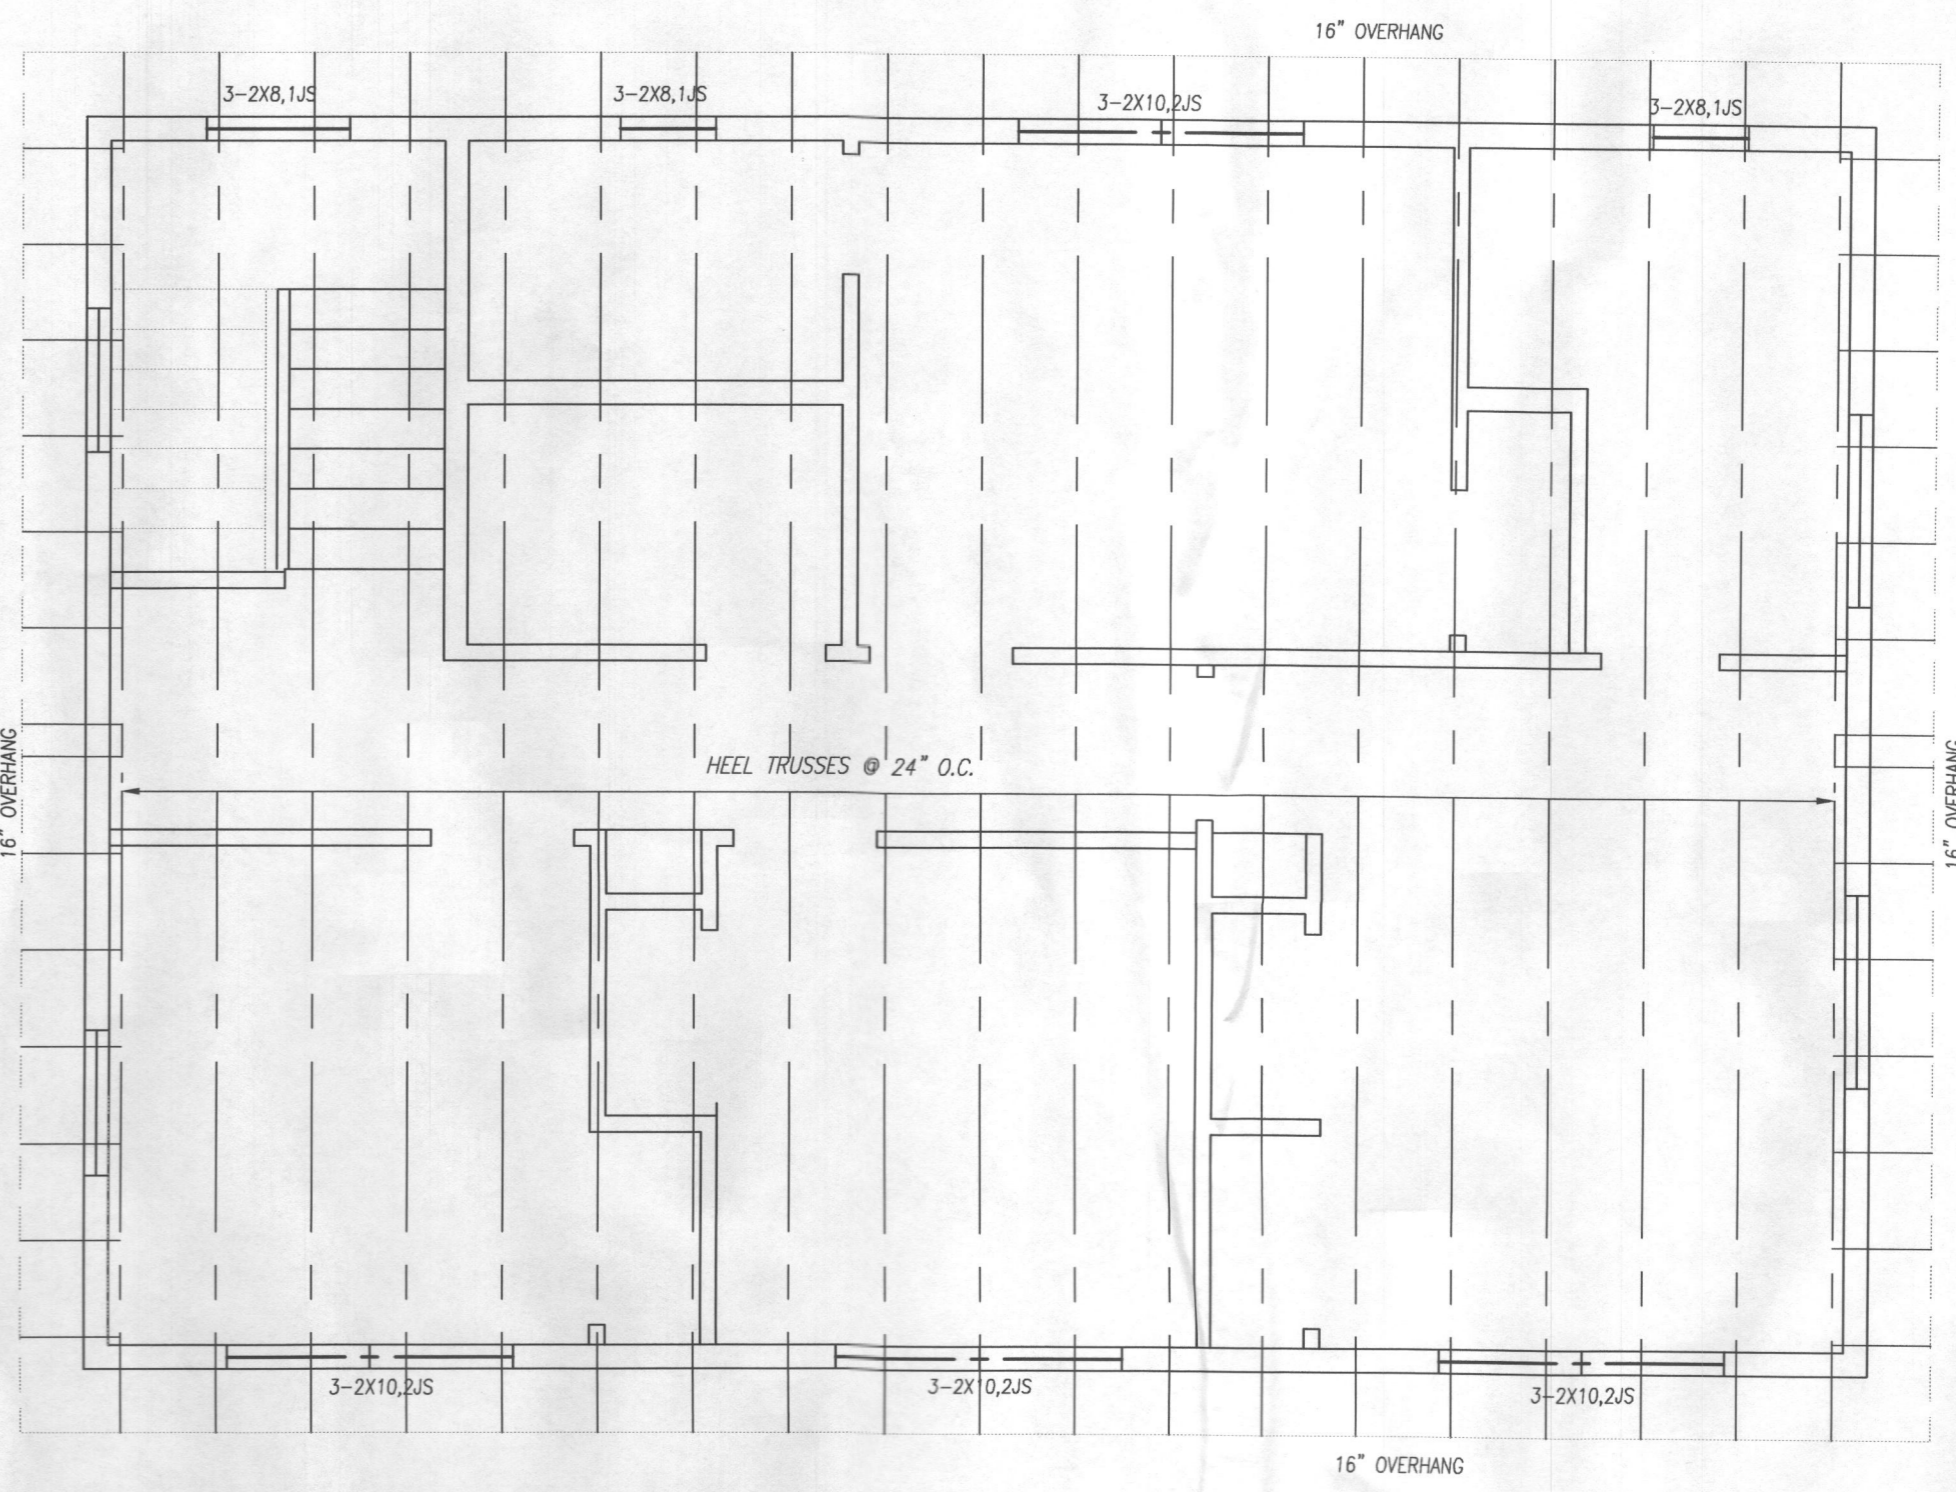 16" OVERHANG
3-2X8,1JS
3-2X8,1JS
3-2X10,2JS
3-2X8,1JS
16" OVERHANG
HEEL TRUSSES @ 24" O.C.
16" OVERHANG
3-2X10,2JS
3-2X10,2JS
3-2X10,2JS
16" OVERHANG